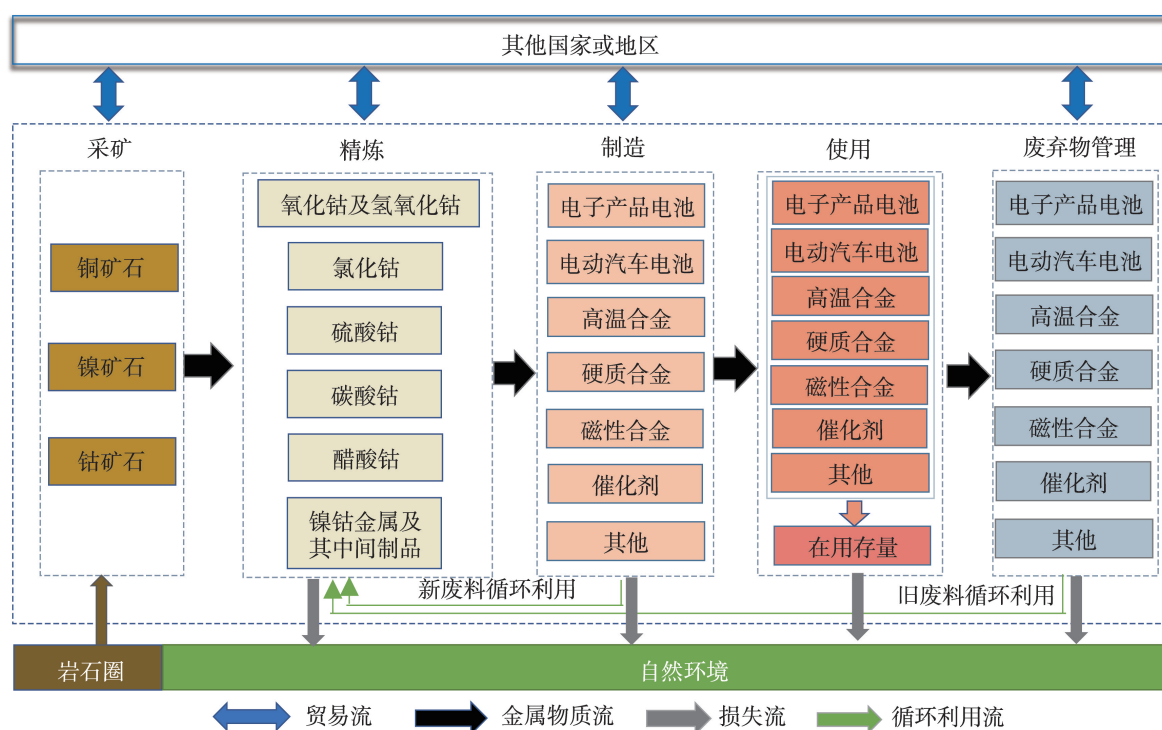 其他国家或地区
采矿
精炼
制造
使用
废弃物管理
铜矿石
镍矿石
钴矿石
氧化钴及氢氧化钴
氯化钴
硫酸钴
碳酸钴
醋酸钴
镍钴金属及
其中间制品
电子产品电池
电动汽车电池
高温合金
硬质合金
磁性合金
催化剂
其他
电子产品电池
电动汽车电池
高温合金
硬质合金
磁性合金
催化剂
其他
在用存量
电子产品电池
电动汽车电池
高温合金
硬质合金
磁性合金
催化剂
其他
新废料循环利用
旧废料循环利用
岩石圈
自然环境
贸易流
金属物质流
损失流
循环利用流